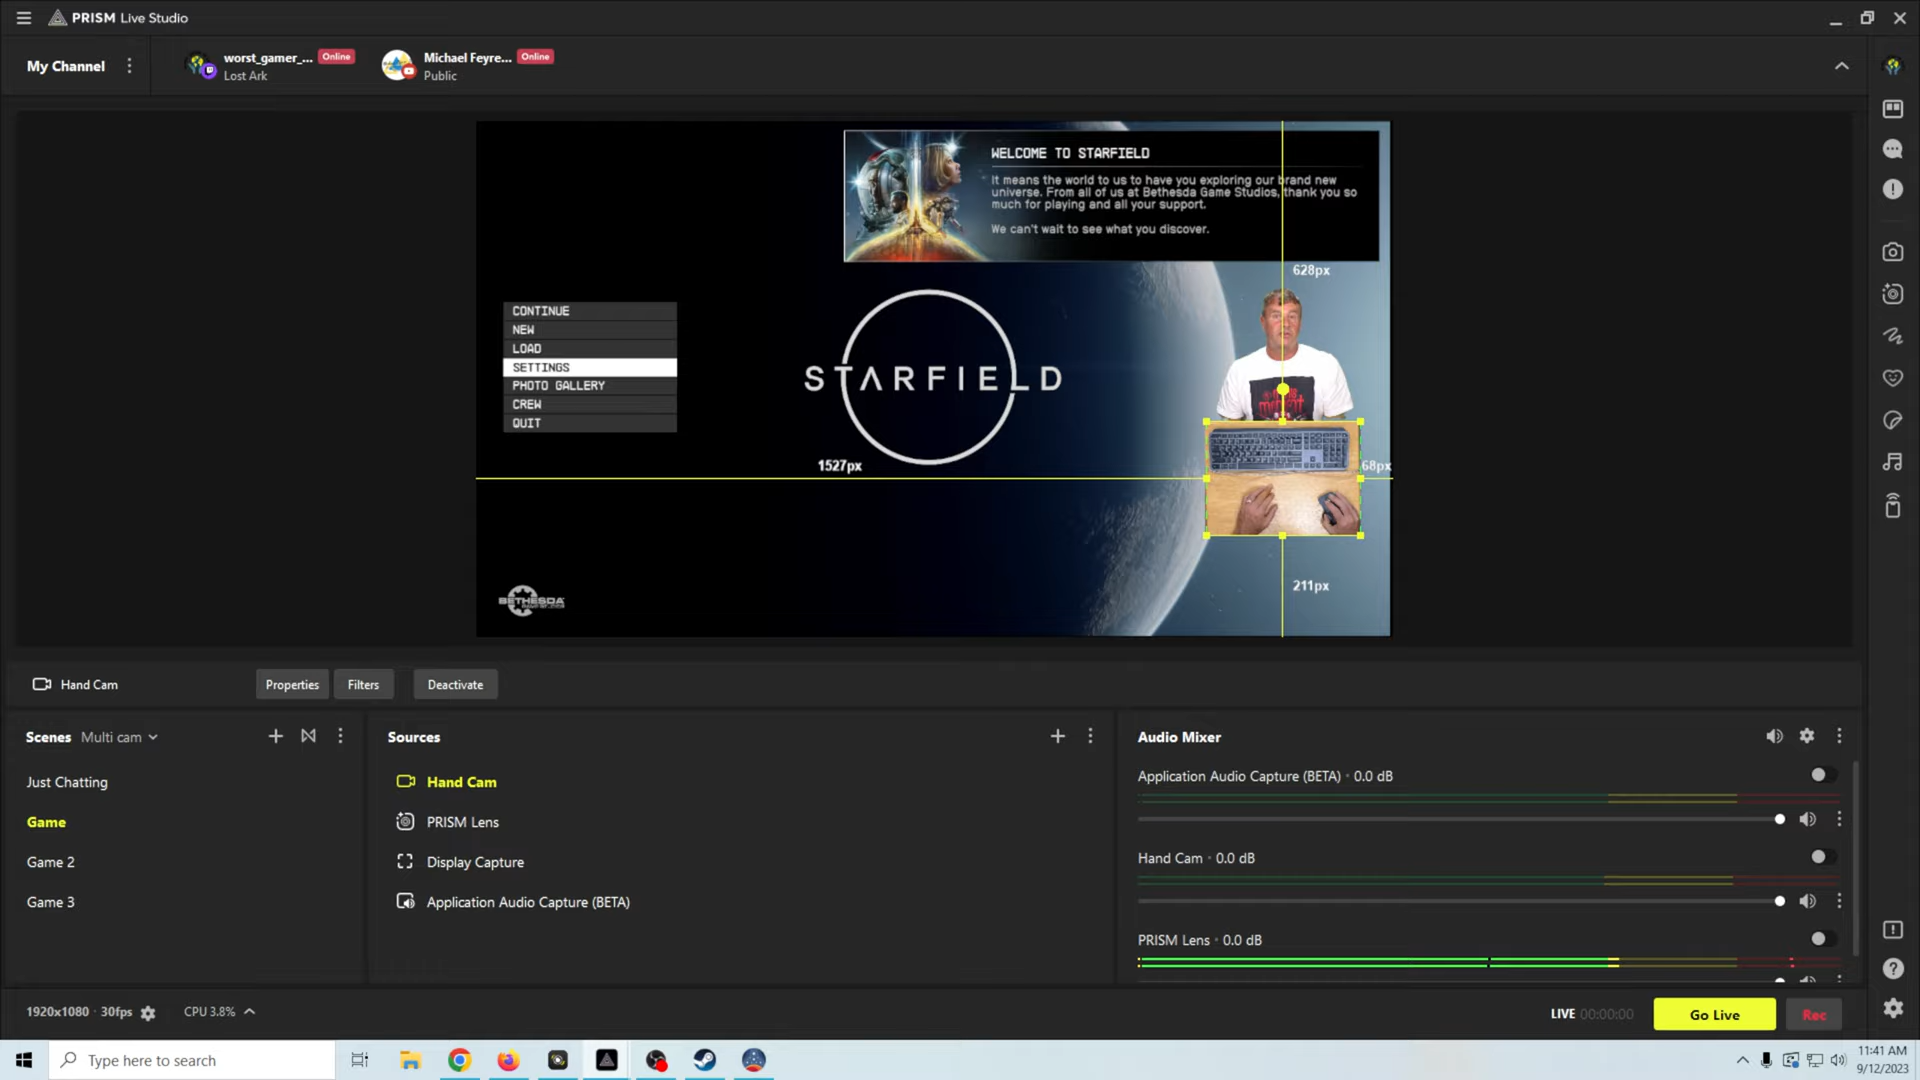 PRISM Live Studio
My Channel
worst_gamer_... Online
Lost Ark
Michael Feyre... Online
Public
WELCOME TO STARFIELD
It means the world to us to have you exploring our brand new
universe. From all of us at Bethesda Game Studios, thank you so
much for playing and all your support.
We can't wait to see what you discover.
628px
CONTINUE
NEW
LOAD
SETTINGS
PHOTO GALLERY
CREW
QUIT
STARFIELD
1527px
68px
211px
BETHESDA
Hand Cam
Properties
Filters
Deactivate
Scenes Multi cam
Just Chatting
Game
Game 2
Game 3
Sources
Hand Cam
PRISM Lens
Display Capture
Application Audio Capture (BETA)
Audio Mixer
Application Audio Capture (BETA) • 0.0 dB
Hand Cam • 0.0 dB
PRISM Lens • 0.0 dB
1920x1080 · 30fps
CPU 3.8%
LIVE 00:00:00
Go Live
Rec
Type here to search
11:41 AM
9/12/2023